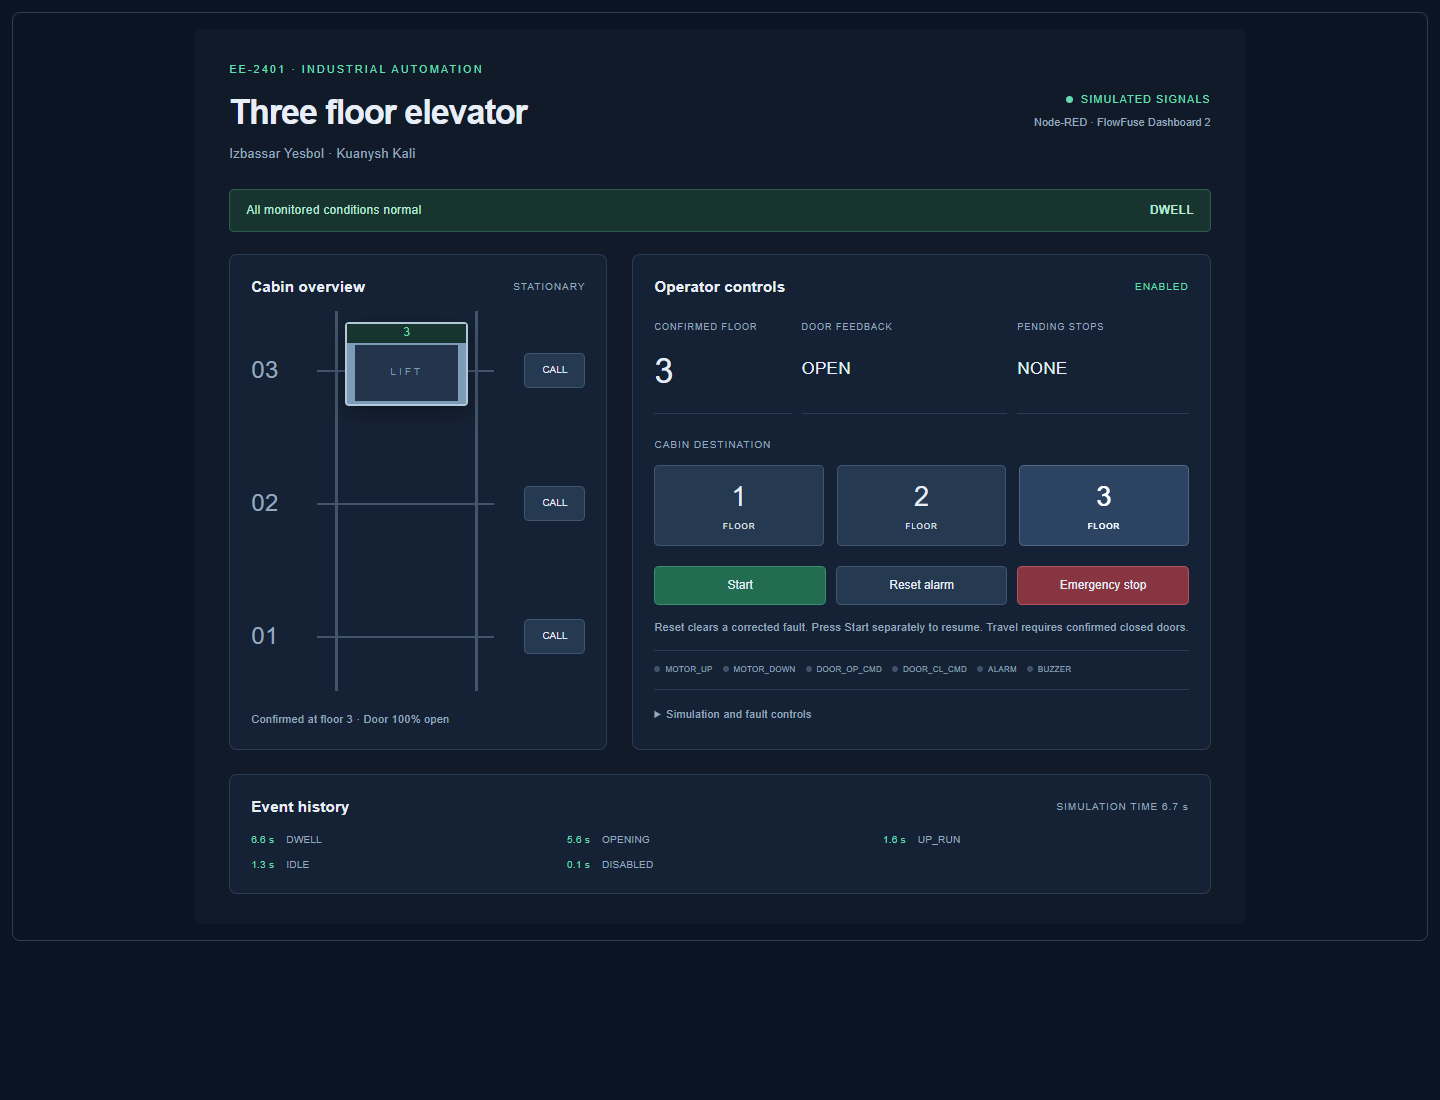 EE-2401 · INDUSTRIAL AUTOMATION
Three floor elevator
SIMULATED SIGNALS
Node-RED · FlowFuse Dashboard 2
Izbassar Yesbol · Kuanysh Kali
All monitored conditions normal
DWELL
Cabin overview
STATIONARY
3
03
LIFT
CALL
02
CALL
01
CALL
Confirmed at floor 3 · Door 100% open
Operator controls
ENABLED
CONFIRMED FLOOR
DOOR FEEDBACK
PENDING STOPS
3
OPEN
NONE
CABIN DESTINATION
1
FLOOR
2
FLOOR
3
FLOOR
Start
Reset alarm
Emergency stop
Reset clears a corrected fault. Press Start separately to resume. Travel requires confirmed closed doors.
MOTOR_UP
MOTOR_DOWN
DOOR_OP_CMD
DOOR_CL_CMD
ALARM
BUZZER
Simulation and fault controls
Event history
SIMULATION TIME 6.7 s
6.6 s DWELL
5.6 s OPENING
1.6 s UP_RUN
1.3 s IDLE
0.1 s DISABLED